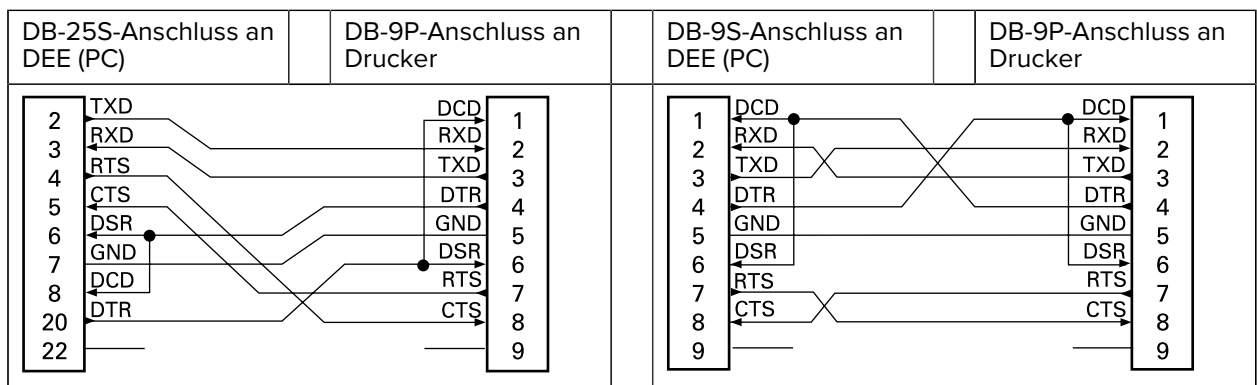 DB-25S-Anschluss an
DEE (PC)
DB-9P-Anschluss an
Drucker
DB-9S-Anschluss an
DEE (PC)
DB-9P-Anschluss an
Drucker
2 TXD
3 RXD
4 RTS
5 CTS
6 DSR
7 GND
8 DCD
20 DTR
22
DCD 1
RXD 2
TXD 3
DTR 4
GND 5
DSR 6
RTS 7
CTS 8
9
1 DCD
2 RXD
3 TXD
4 DTR
5 GND
6 DSR
7 RTS
8 CTS
9
DCD 1
RXD 2
TXD 3
DTR 4
GND 5
DSR 6
RTS 7
CTS 8
9